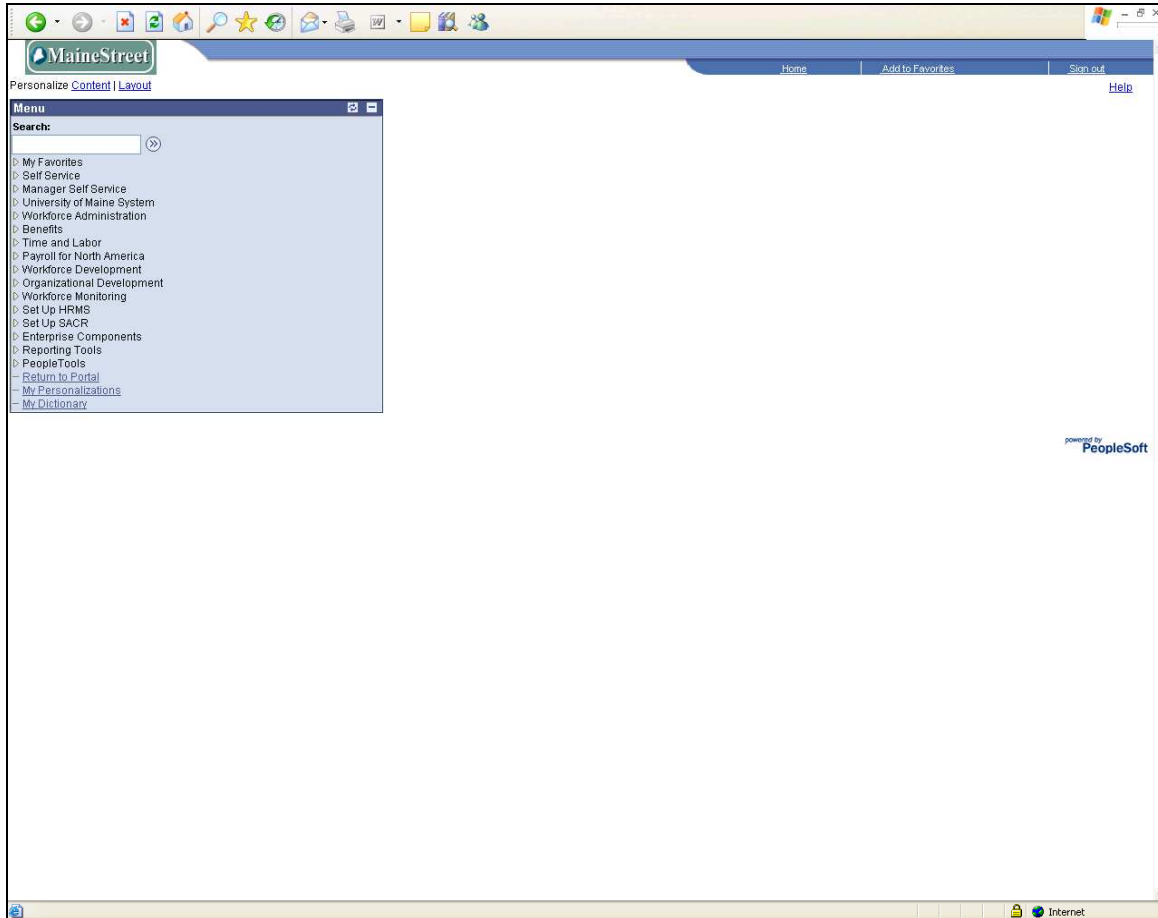 MaineStreet
Home Add to Favorites Sign out
Personalize Content | Layout Help
Menu
Search:
My Favorites
Self Service
Manager Self Service
University of Maine System
Workforce Administration
Benefits
Time and Labor
Payroll for North America
Workforce Development
Organizational Development
Workforce Monitoring
Set Up HRMS
Set Up SACR
Enterprise Components
Reporting Tools
PeopleTools
Return to Portal
My Personalizations
My Dictionary
powered by
PeopleSoft
Internet